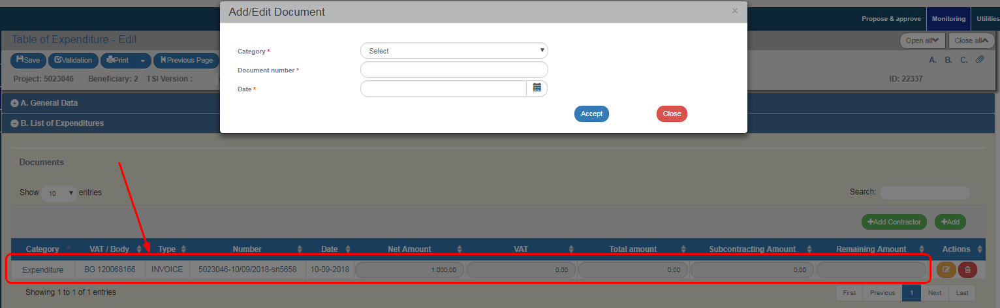 Add/Edit Document ×
Propose & approve Monitoring Utilities
Table of Expenditure - Edit
Open all Close all
Category * Select
Save Validation Print Previous Page
A. B. C.
Document number *
Project: 5023046 Beneficiary: 2 TSI Version :
ID: 22337
Date *
A. General Data
Accept Close
B. List of Expenditures
Documents
Show 10 entries
Search:
Add Contractor Add
Category VAT / Body Type Number Date Net Amount VAT Total amount Subcontracting Amount Remaining Amount Actions
Expenditure BG 120068166 INVOICE 5023046-10/09/2018-sn5658 10-09-2018 1.000,00 0,00 0,00 0,00
Showing 1 to 1 of 1 entries
First Previous 1 Next Last